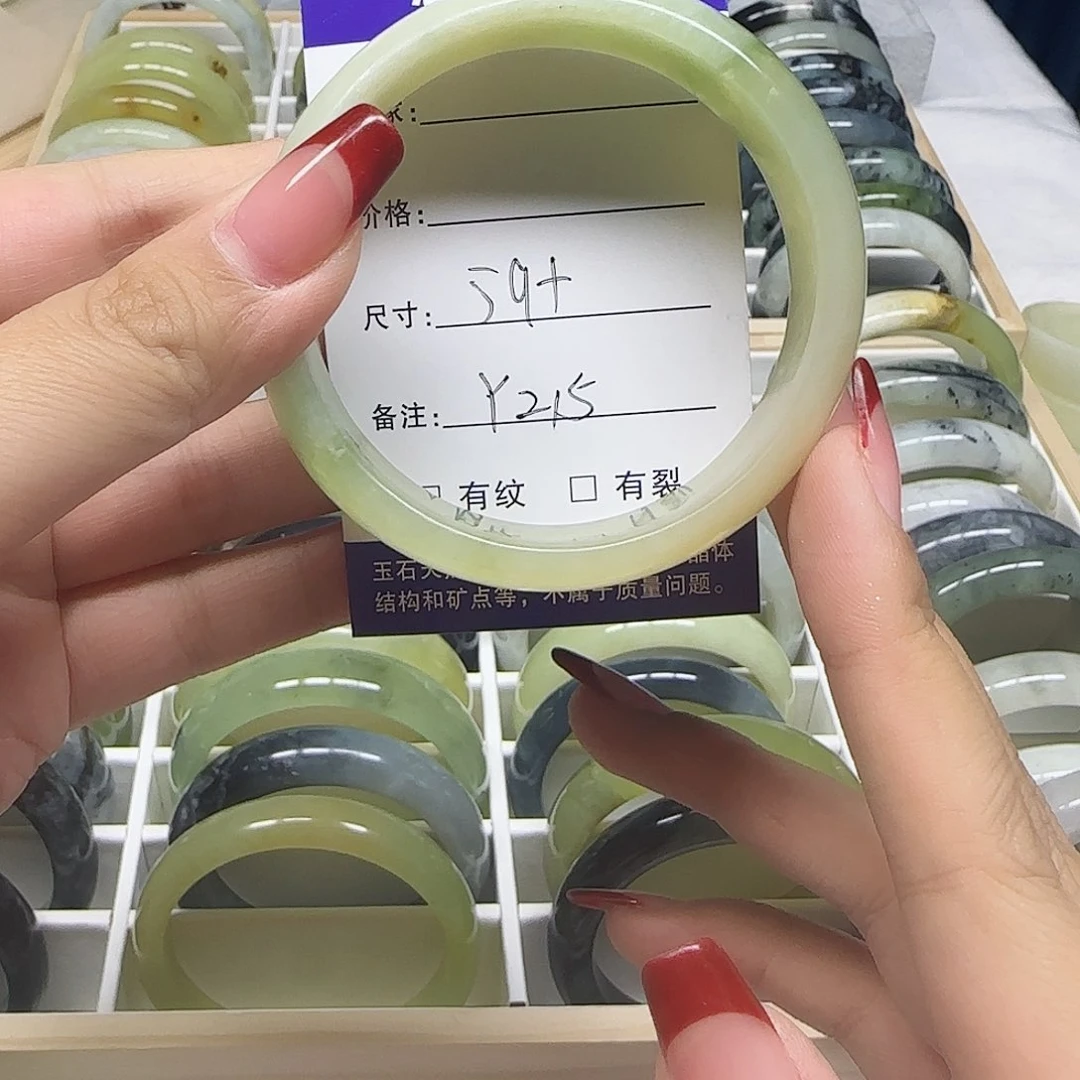 价格:
尺寸: 59+
备注: Y215
有纹 □ 有裂
结构和矿点等，不属于质量问题。